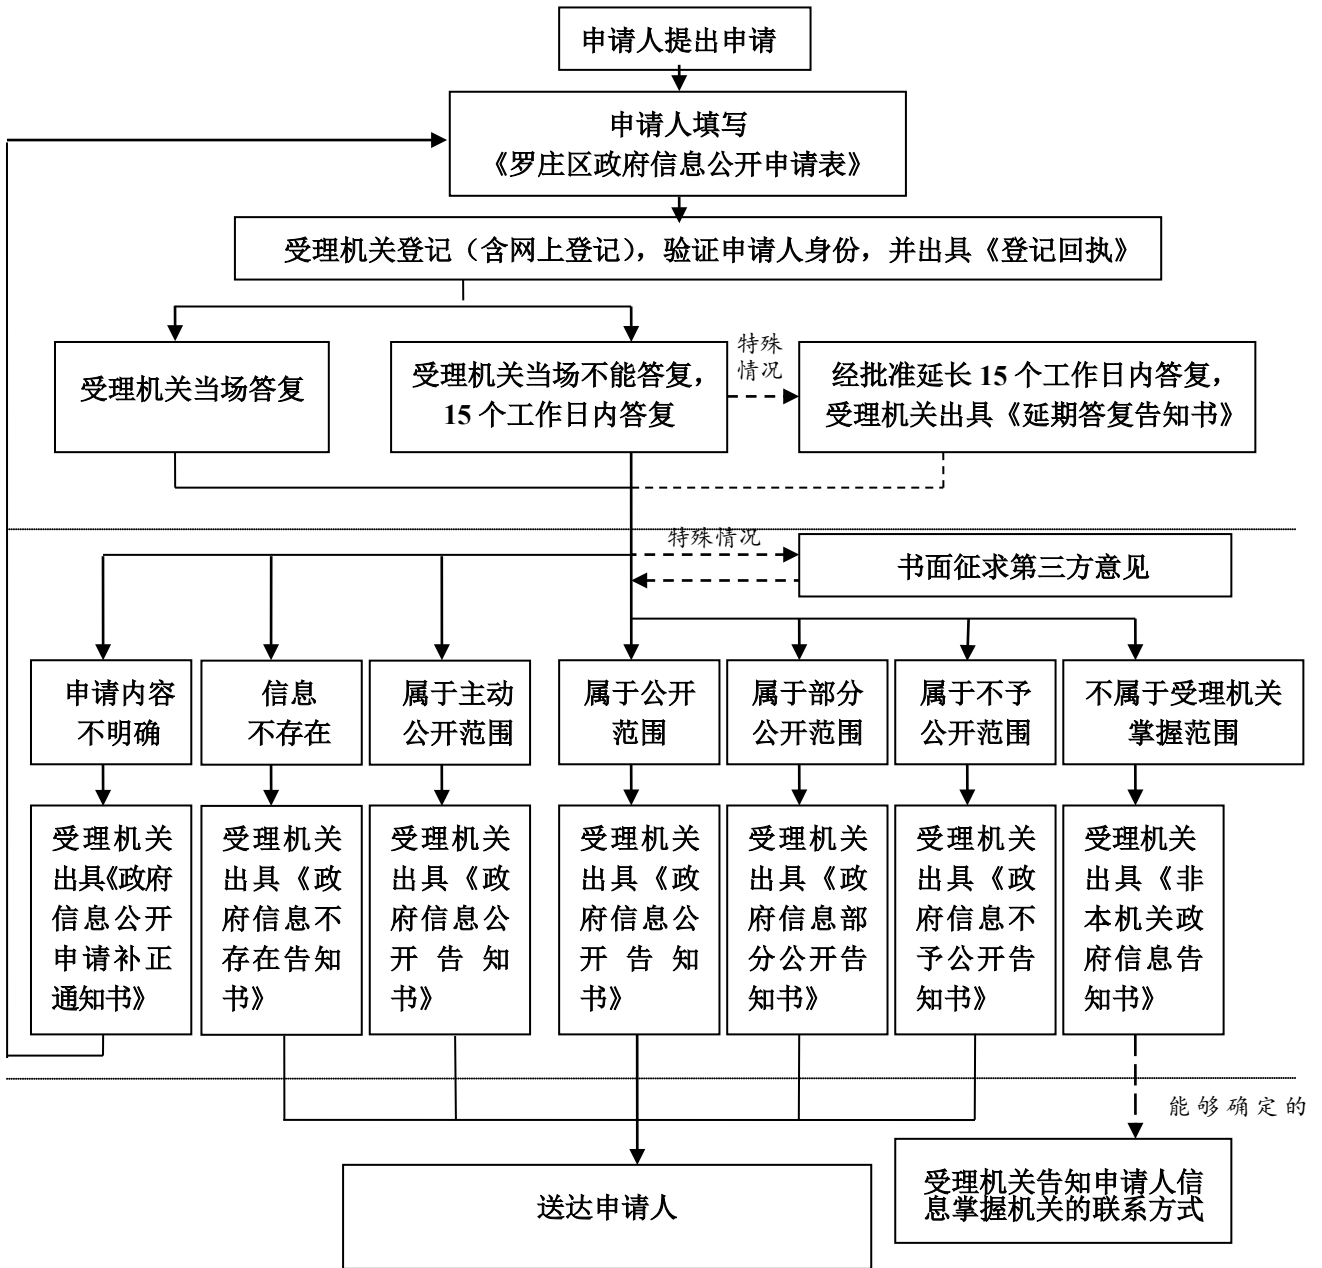 申请人提出申请
申请人填写
《罗庄区政府信息公开申请表》
受理机关登记（含网上登记），验证申请人身份，并出具《登记回执》
受理机关当场答复
受理机关当场不能答复，
15 个工作日内答复
特殊
情况
经批准延长 15 个工作日内答复，
受理机关出具《延期答复告知书》
特殊情况
书面征求第三方意见
申请内容
不明确
信息
不存在
属于主动
公开范围
属于公开
范围
属于部分
公开范围
属于不予
公开范围
不属于受理机关
掌握范围
受理机关
出具《政府
信息公开
申请补正
通知书》
受理机关
出具《政
府信息不
存在告知
书》
受理机关
出具《政
府信息公
开告知
书》
受理机关
出具《政
府信息公
开告知
书》
受理机关
出具《政
府信息部
分公开告
知书》
受理机关
出具《政
府信息不
予公开告
知书》
受理机关
出具《非
本机关政
府信息告
知书》
能够确定的
送达申请人
受理机关告知申请人信
息掌握机关的联系方式